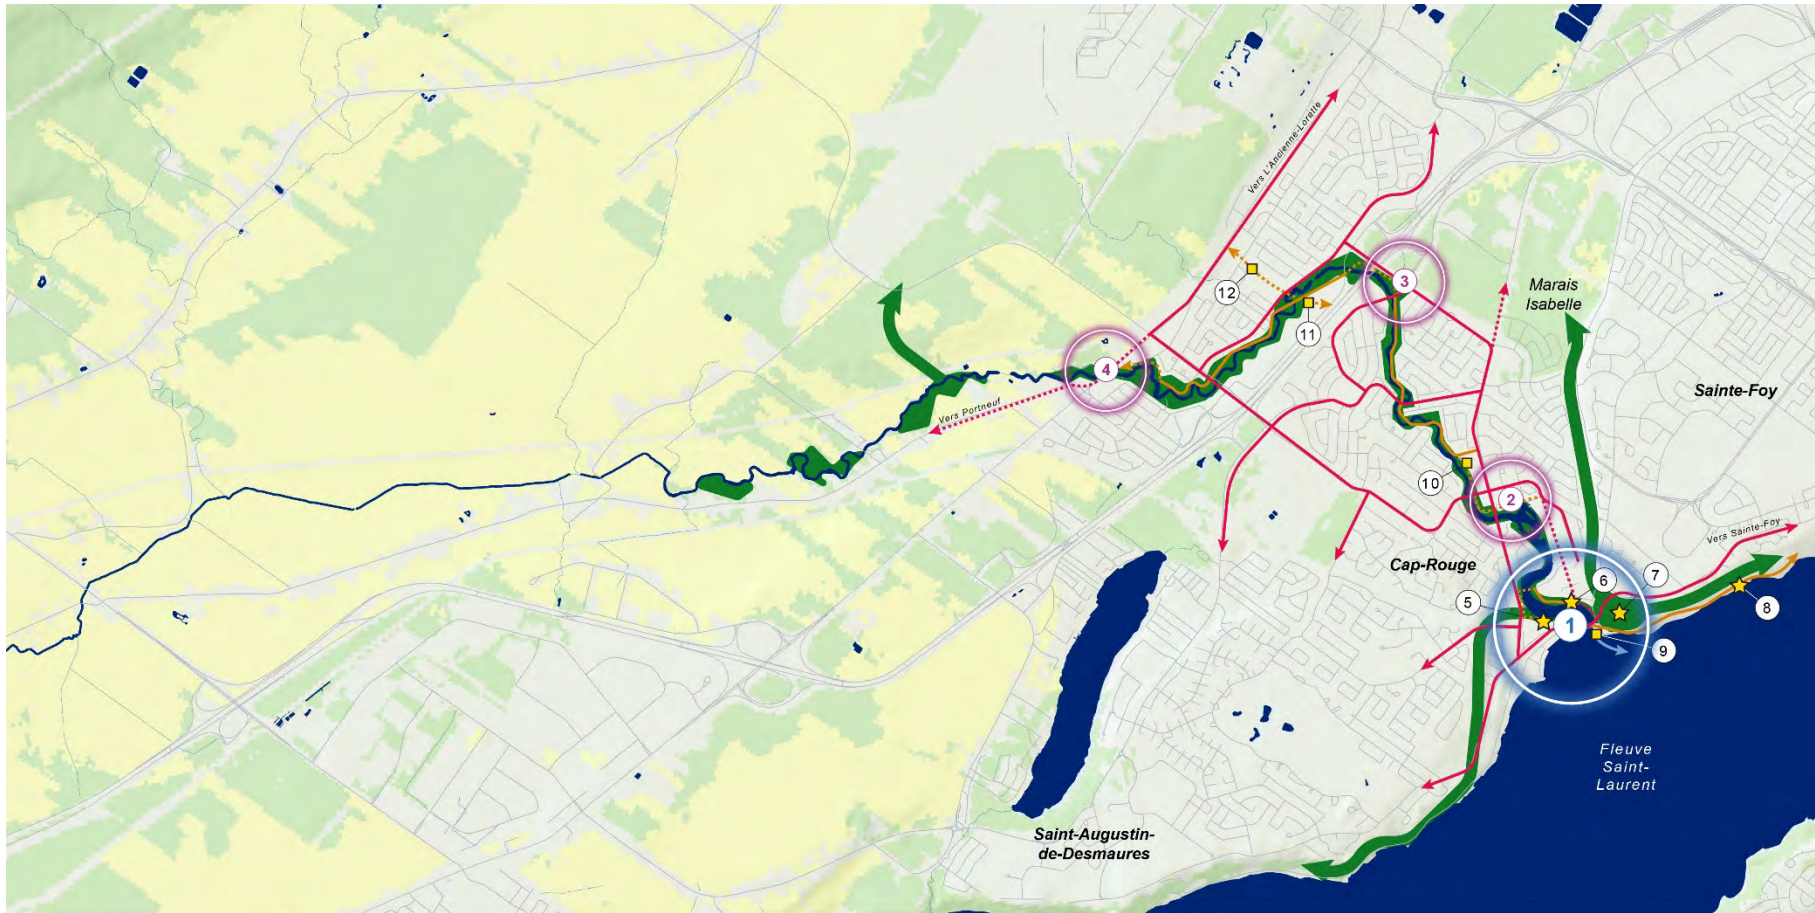 Vers L'Ancienne-Lorette
12
3
11
Marais
Isabelle
4
Vers Portneuf
Sainte-Foy
10
2
Vers Sainte-Foy
Cap-Rouge
6
7
5
1
8
9
Fleuve
Saint-
Laurent
Saint-Augustin-
de-Desmaures